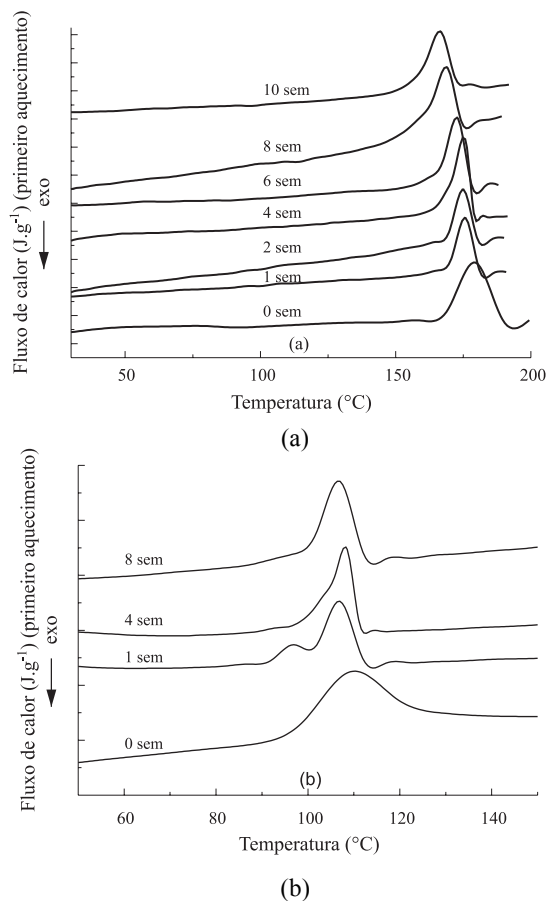 (a)
Fluxo de calor (J.g⁻¹) (primeiro aquecimento)
exo
10 sem
8 sem
6 sem
4 sem
2 sem
1 sem
0 sem
(a)
50
100
150
200
Temperatura (°C)
(a)
(b)
Fluxo de calor (J.g⁻¹) (primeiro aquecimento)
exo
8 sem
4 sem
1 sem
0 sem
(b)
60
80
100
120
140
Temperatura (°C)
(b)